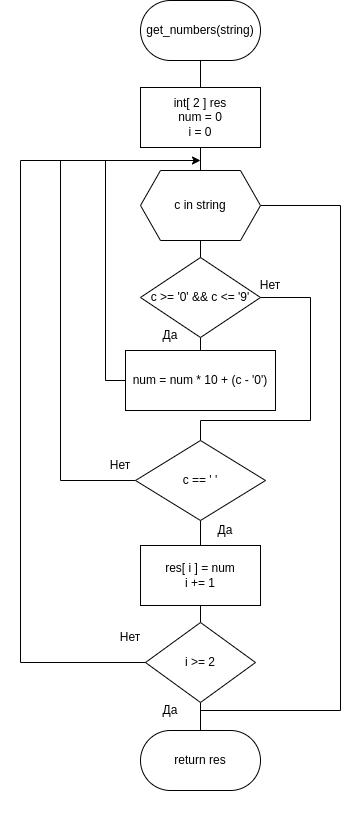 get_numbers(string)
int[ 2 ] res
num = 0
i = 0
c in string
c >= '0' && c <= '9'
Нет
Да
num = num * 10 + (c - '0')
Нет
c == ' '
Да
res[ i ] = num
i += 1
Нет
i >= 2
Да
return res